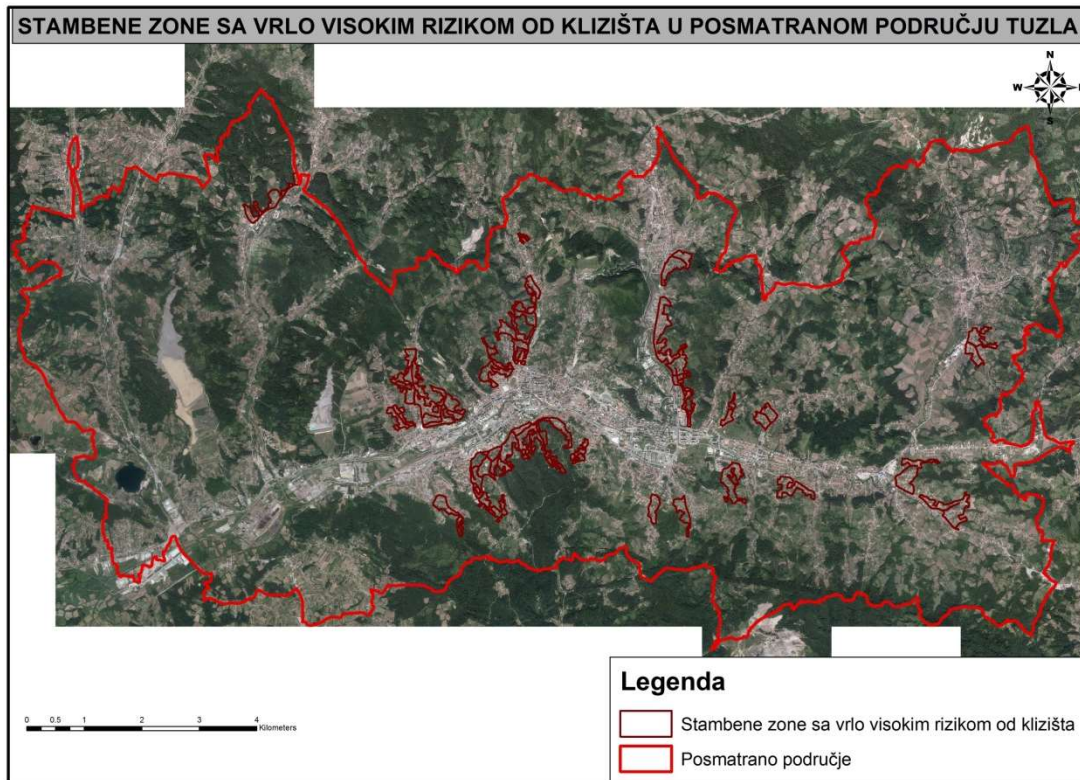 STAMBENE ZONE SA VRLO VISOKIM RIZIKOM OD KLIZIŠTA U POSMATRANOM PODRUČJU TUZLA
N
W
S
0 0.5 1 2 3 4
Kilometers
Legenda
Stambene zone sa vrlo visokim rizikom od klizišta
Posmatrano područje